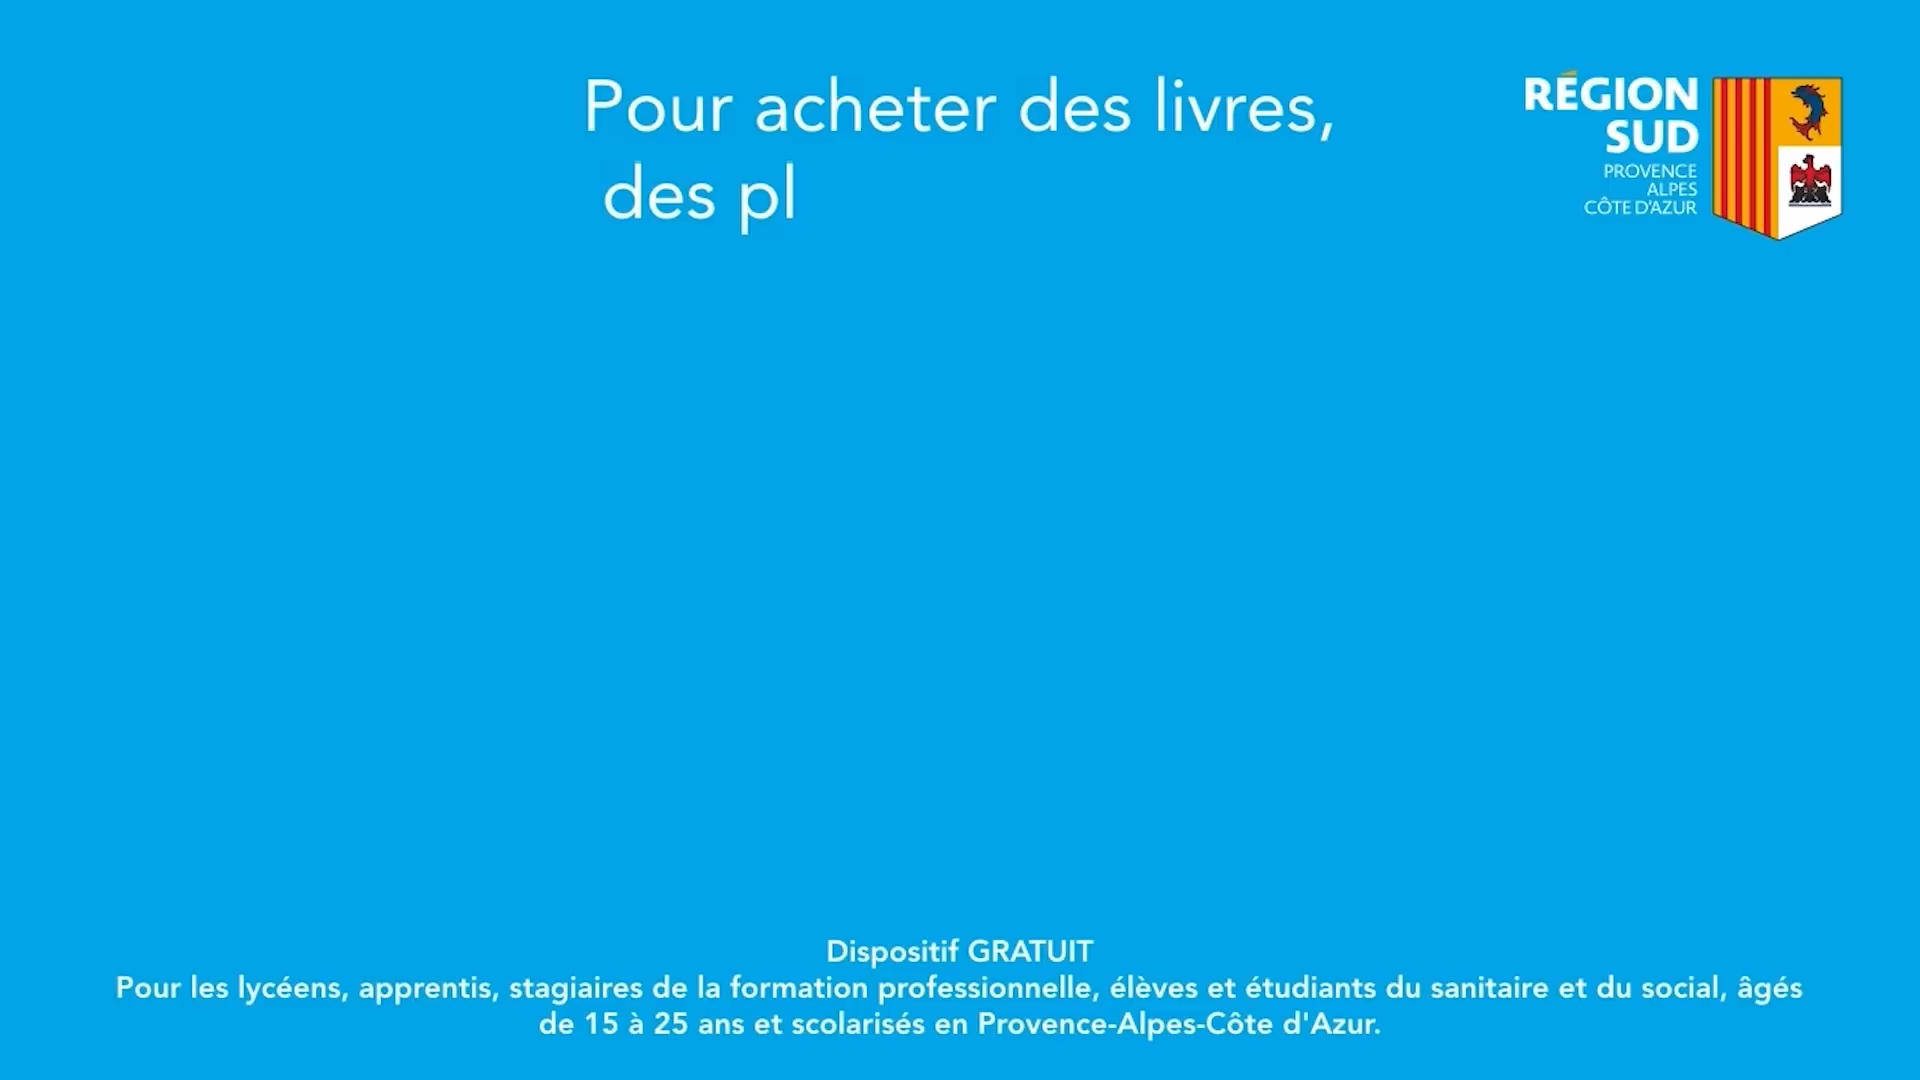 Pour acheter des livres,
des pl
RÉGION
SUD
PROVENCE
ALPES
CÔTE D'AZUR
Dispositif GRATUIT
Pour les lycéens, apprentis, stagiaires de la formation professionnelle, élèves et étudiants du sanitaire et du social, âgés
de 15 à 25 ans et scolarisés en Provence-Alpes-Côte d'Azur.